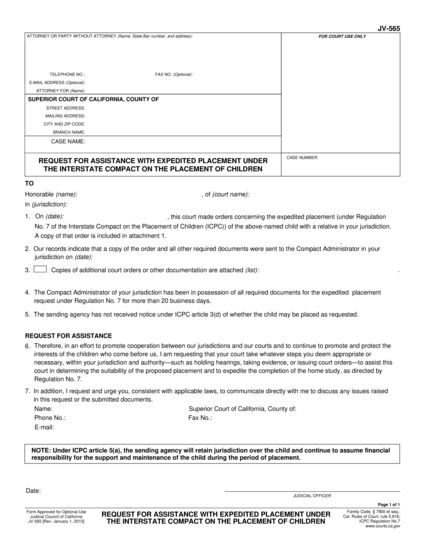 JV-565
ATTORNEY OR PARTY WITHOUT ATTORNEY (Name, State Bar number, and address):
FOR COURT USE ONLY
TELEPHONE NO.: FAX NO. (Optional):
E-MAIL ADDRESS (Optional):
ATTORNEY FOR (Name):
SUPERIOR COURT OF CALIFORNIA, COUNTY OF
STREET ADDRESS:
MAILING ADDRESS:
CITY AND ZIP CODE:
BRANCH NAME:
CASE NAME:
REQUEST FOR ASSISTANCE WITH EXPEDITED PLACEMENT UNDER
THE INTERSTATE COMPACT ON THE PLACEMENT OF CHILDREN
CASE NUMBER:
TO
Honorable (name): , of (court name):
in (jurisdiction):
1. On (date): , this court made orders concerning the expedited placement (under Regulation
No. 7 of the Interstate Compact on the Placement of Children (ICPC)) of the above-named child with a relative in your jurisdiction.
A copy of that order is included in attachment 1.
2. Our records indicate that a copy of the order and all other required documents were sent to the Compact Administrator in your
jurisdiction on (date):
3. Copies of additional court orders or other documentation are attached (list): .
4. The Compact Administrator of your jurisdiction has been in possession of all required documents for the expedited placement
request under Regulation No. 7 for more than 20 business days.
5. The sending agency has not received notice under ICPC article 3(d) of whether the child may be placed as requested.
REQUEST FOR ASSISTANCE
6. Therefore, in an effort to promote cooperation between our jurisdictions and our courts and to continue to promote and protect the
interests of the children who come before us, I am requesting that your court take whatever steps you deem appropriate or
necessary, within your jurisdiction and authority—such as holding hearings, taking evidence, or issuing court orders—to assist this
court in determining the suitability of the proposed placement and to expedite the completion of the home study, as directed by
Regulation No. 7.
7. In addition, I request and urge you, consistent with applicable laws, to communicate directly with me to discuss any issues raised
in this request or the submitted documents.
Name: Superior Court of California, County of:
Phone No.: Fax No.:
E-mail:
NOTE: Under ICPC article 5(a), the sending agency will retain jurisdiction over the child and continue to assume financial
responsibility for the support and maintenance of the child during the period of placement.
Date:
JUDICIAL OFFICER
Page 1 of 1
Form Approved for Optional Use
Judicial Council of California
JV-565 [Rev. January 1, 2013]
REQUEST FOR ASSISTANCE WITH EXPEDITED PLACEMENT UNDER
THE INTERSTATE COMPACT ON THE PLACEMENT OF CHILDREN
Family Code, § 7900 et seq.;
Cal. Rules of Court, rule 5.616;
ICPC Regulation No.7
www.courts.ca.gov